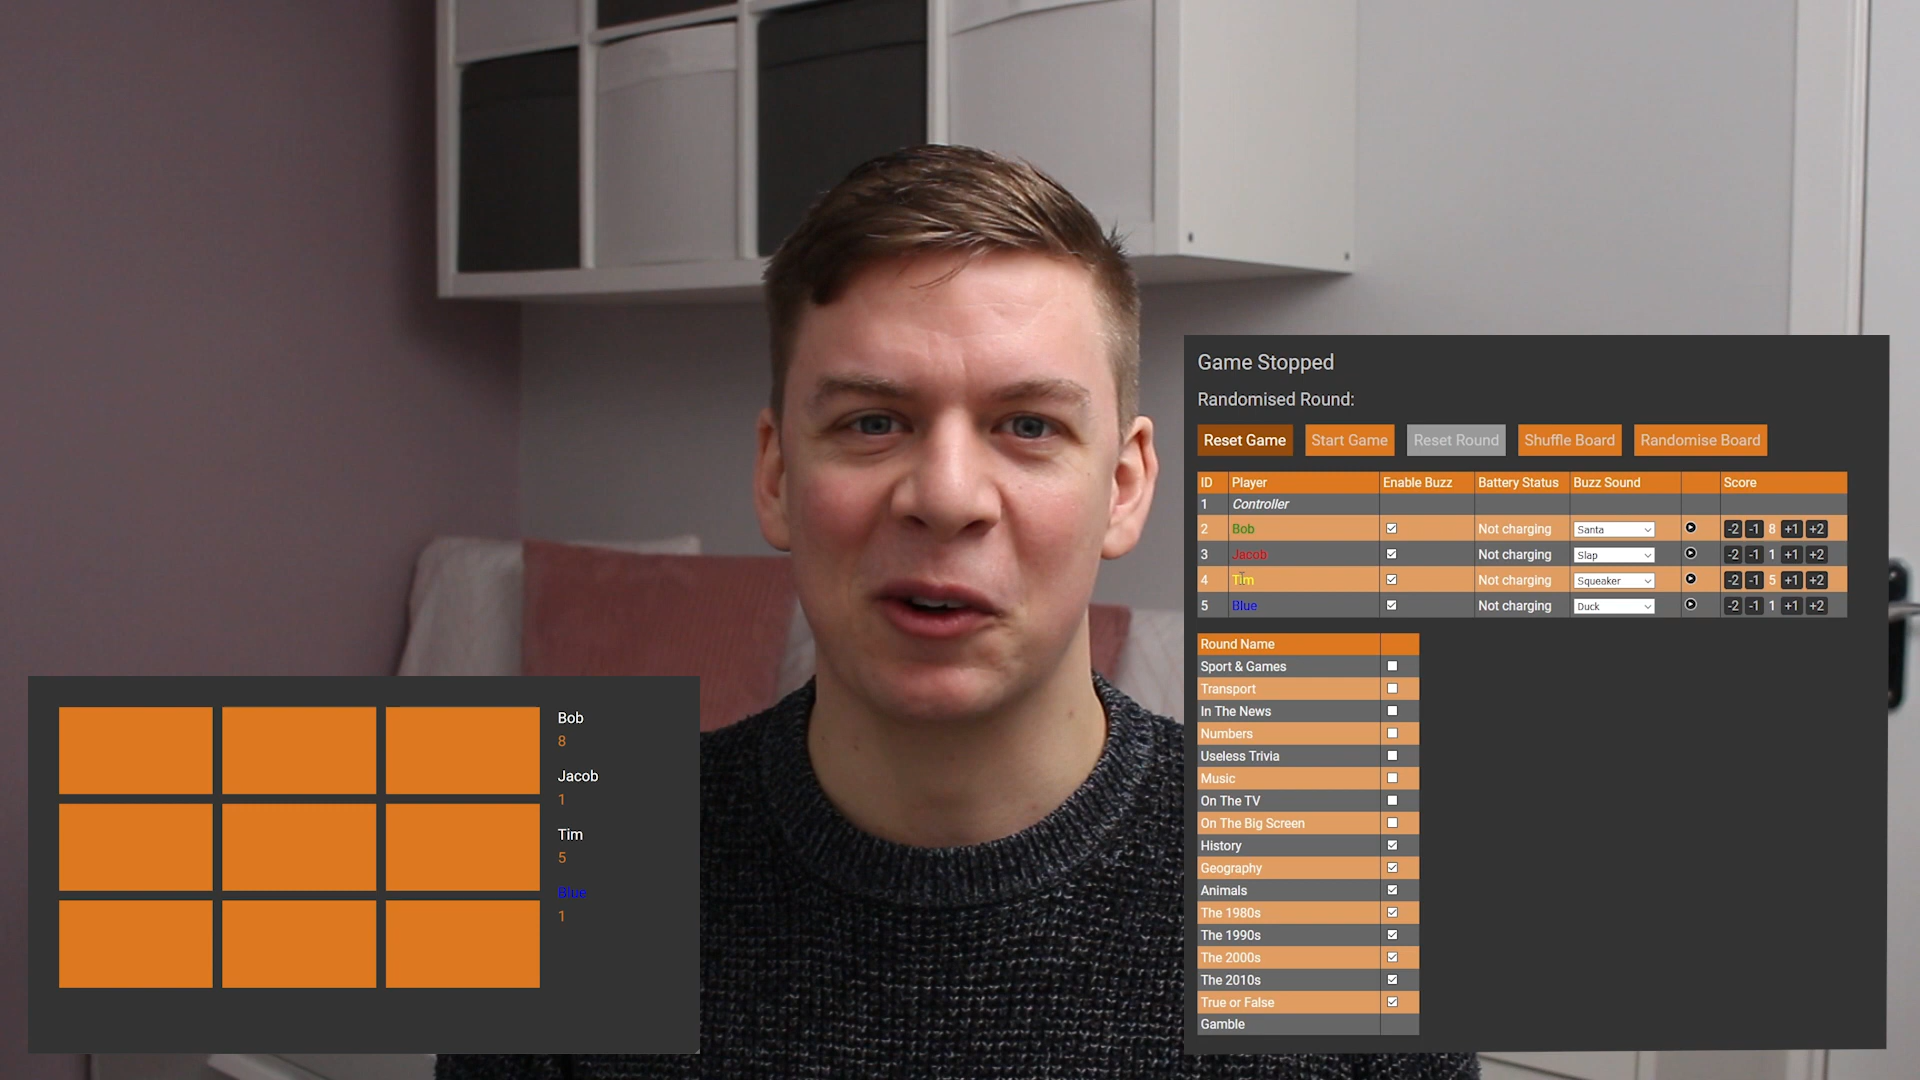 Game Stopped
Randomised Round:
Reset Game Start Game Reset Round Shuffle Board Randomise Board
ID Player Enable Buzz Battery Status Buzz Sound Score
1 Controller
2 Bob Not charging Santa -2 -1 8 +1 +2
3 Jacob Not charging Slap -2 -1 1 +1 +2
4 Tim Not charging Squeaker -2 -1 5 +1 +2
5 Blue Not charging Duck -2 -1 1 +1 +2
Round Name
Sport & Games
Transport
In The News
Numbers
Useless Trivia
Music
On The TV
On The Big Screen
History
Geography
Animals
The 1980s
The 1990s
The 2000s
The 2010s
True or False
Gamble
Bob
8
Jacob
1
Tim
5
Blue
1